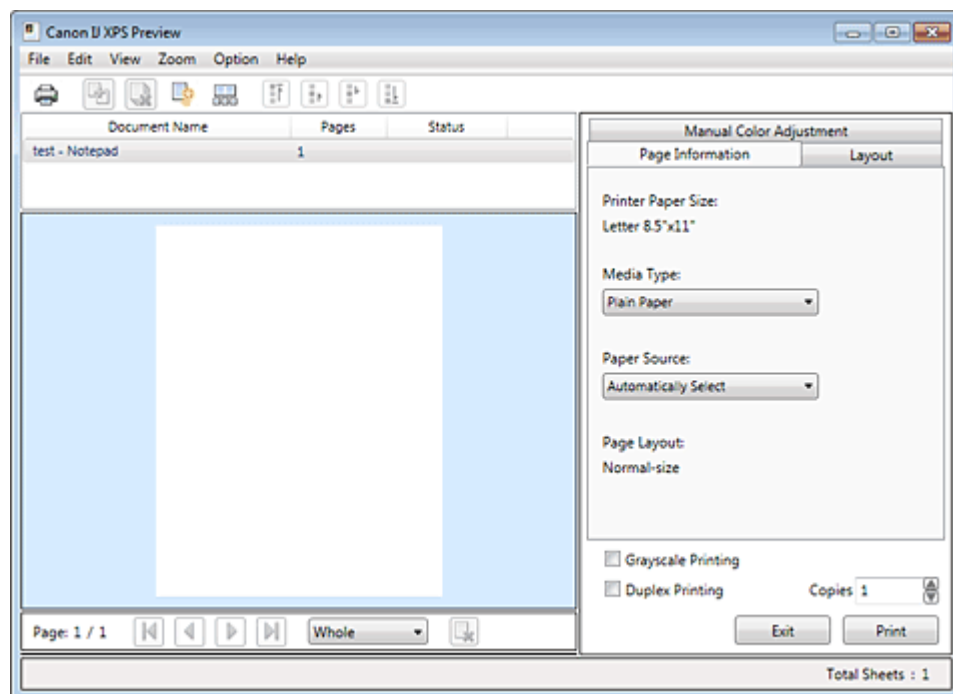 Canon IJ XPS Preview
File Edit View Zoom Option Help
Document Name Pages Status
test - Notepad 1
Manual Color Adjustment
Page Information Layout
Printer Paper Size:
Letter 8.5"x11"
Media Type:
Plain Paper
Paper Source:
Automatically Select
Page Layout:
Normal-size
Grayscale Printing
Duplex Printing Copies 1
Page: 1 / 1 Whole
Exit Print
Total Sheets : 1